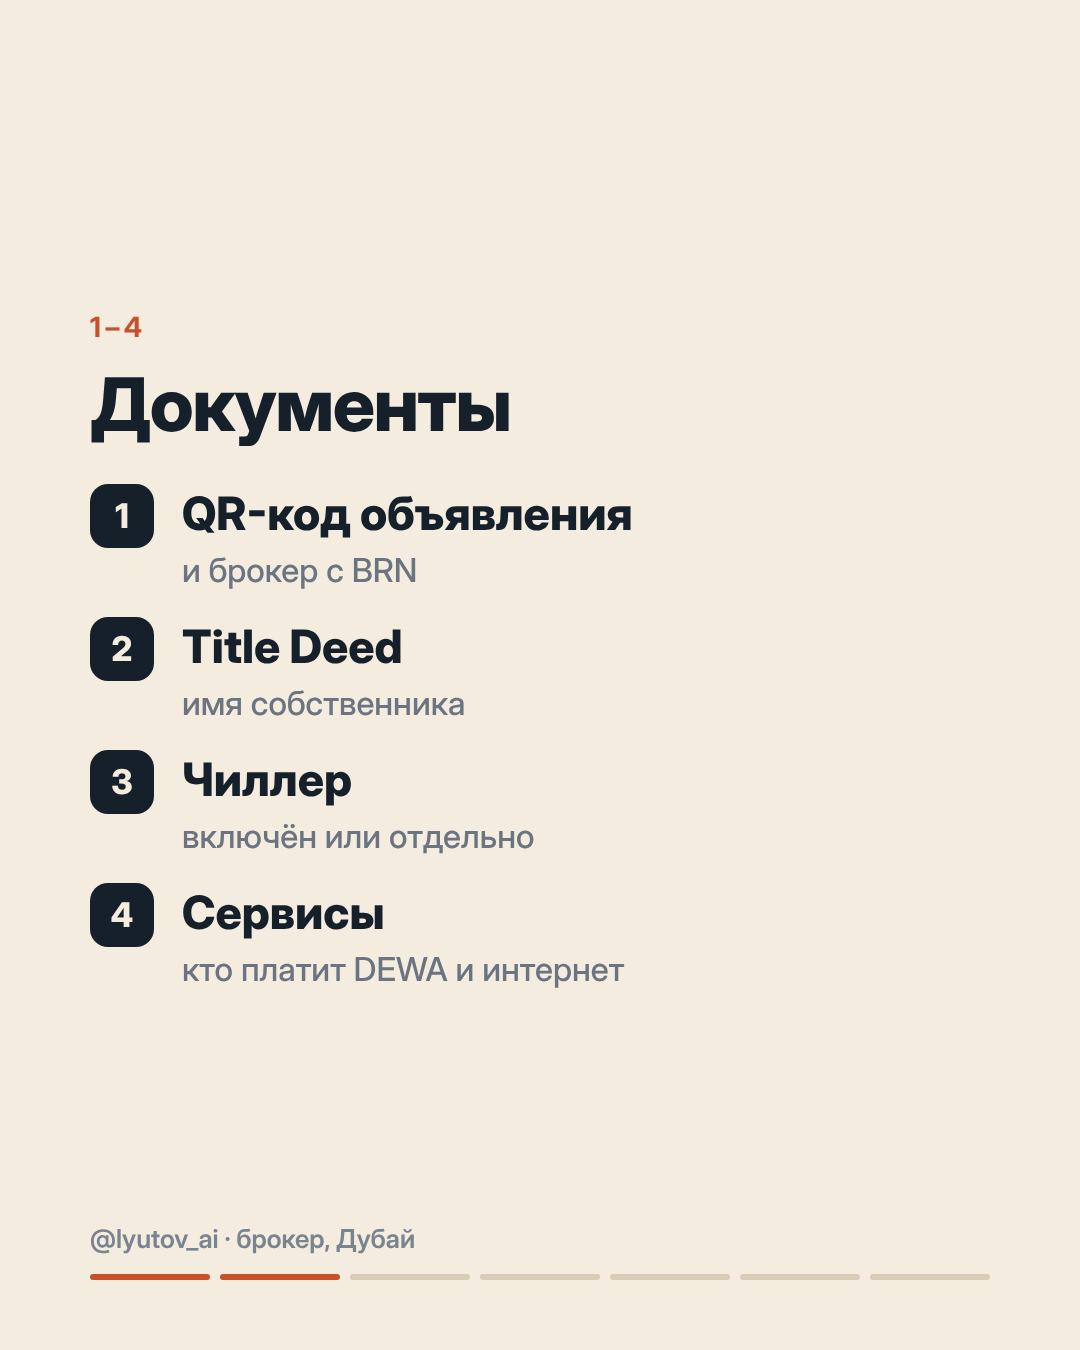 1–4
Документы
1 QR-код объявления
и брокер с BRN
2 Title Deed
имя собственника
3 Чиллер
включён или отдельно
4 Сервисы
кто платит DEWA и интернет
@lyutov_ai · брокер, Дубай